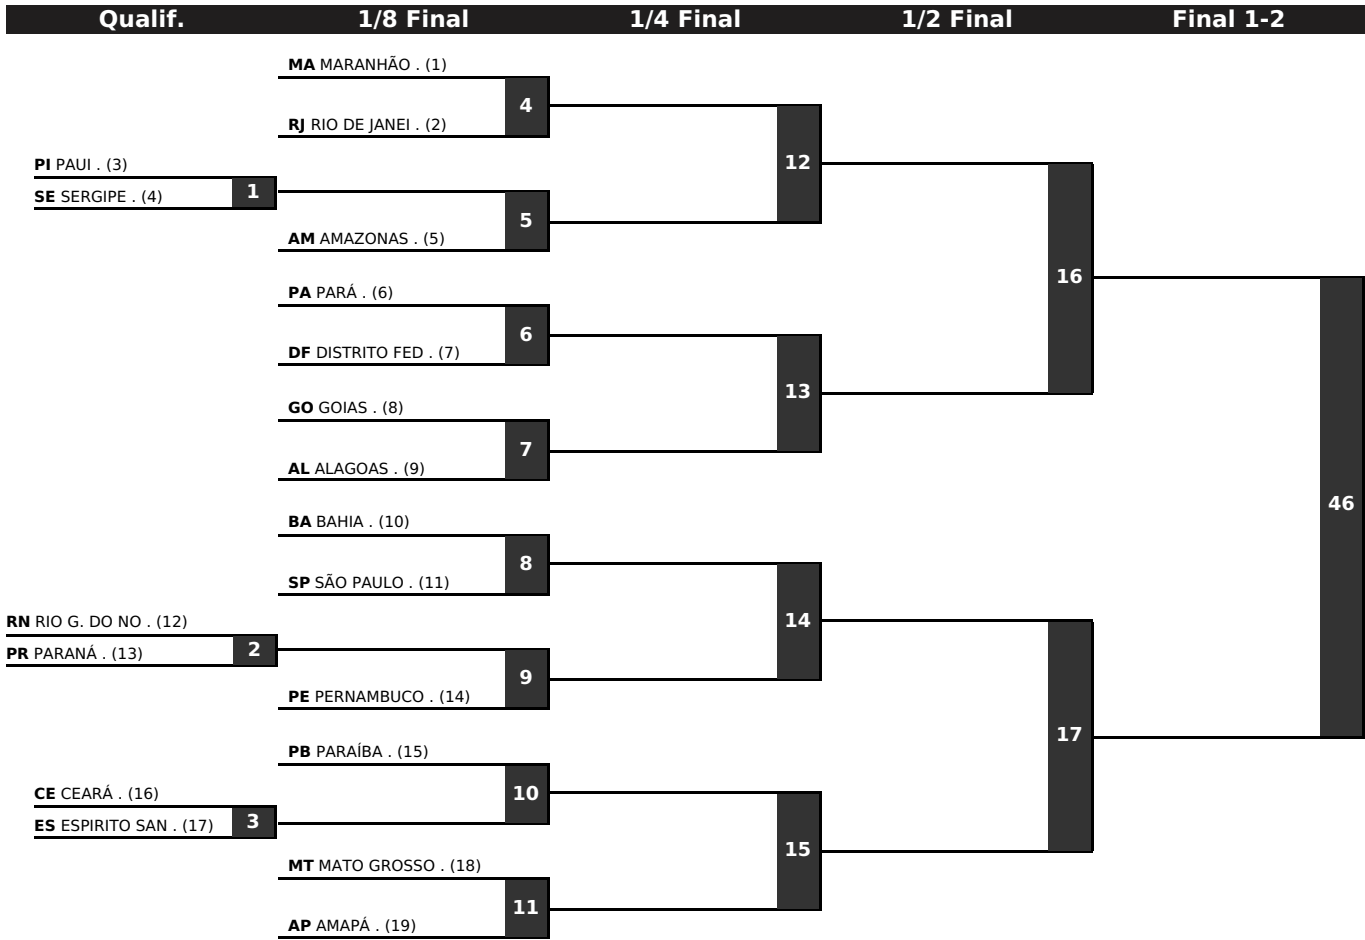 Qualif. 1/8 Final 1/4 Final 1/2 Final Final 1-2
MA MARANHÃO . (1)
4
RJ RIO DE JANEI . (2)
12
PI PAUI . (3)
SE SERGIPE . (4)
1
5
AM AMAZONAS . (5)
16
PA PARÁ . (6)
6
DF DISTRITO FED . (7)
13
GO GOIAS . (8)
7
AL ALAGOAS . (9)
46
BA BAHIA . (10)
8
SP SÃO PAULO . (11)
14
RN RIO G. DO NO . (12)
PR PARANÁ . (13)
2
9
PE PERNAMBUCO . (14)
17
PB PARAÍBA . (15)
10
CE CEARÁ . (16)
ES ESPIRITO SAN . (17)
3
15
MT MATO GROSSO . (18)
11
AP AMAPÁ . (19)